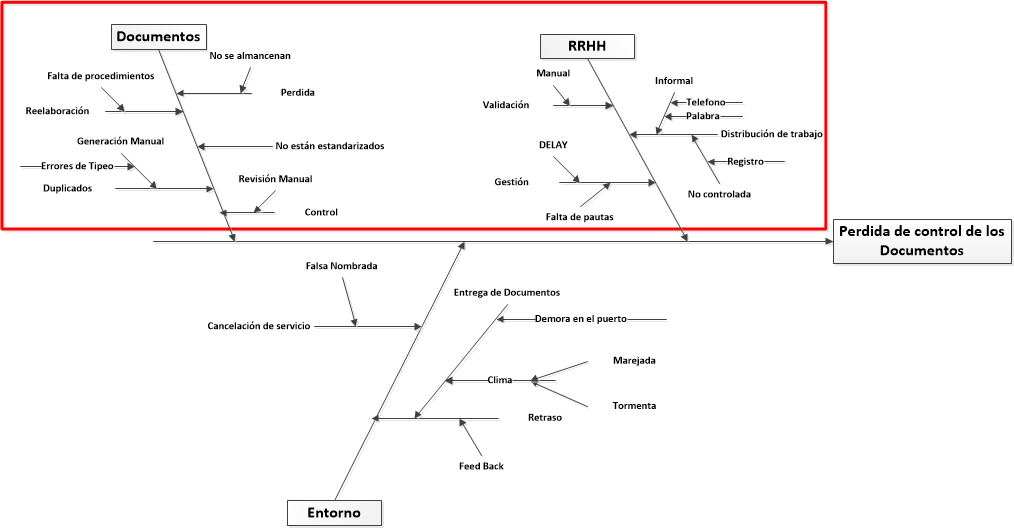 Documentos
No se almancenan
Falta de procedimientos
Perdida
Reelaboración
Generación Manual
No están estandarizados
Errores de Tipeo
Duplicados
Revisión Manual
Control
RRHH
Manual
Informal
Validación
Telefono
Palabra
Distribución de trabajo
DELAY
Registro
Gestión
No controlada
Falta de pautas
Perdida de control de los
Documentos
Falsa Nombrada
Entrega de Documentos
Cancelación de servicio
Demora en el puerto
Marejada
Clima
Tormenta
Retraso
Feed Back
Entorno